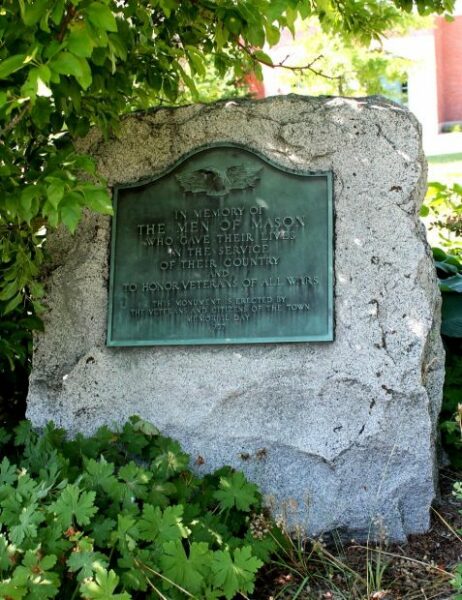 IN MEMORY OF
THE MEN OF MASON
WHO GAVE THEIR LIVES
IN THE SERVICE
OF THEIR COUNTRY
AND
TO HONOR VETERANS OF ALL WARS
THIS MONUMENT IS ERECTED BY
THE VETERANS AND CITIZENS OF THE TOWN
MEMORIAL DAY